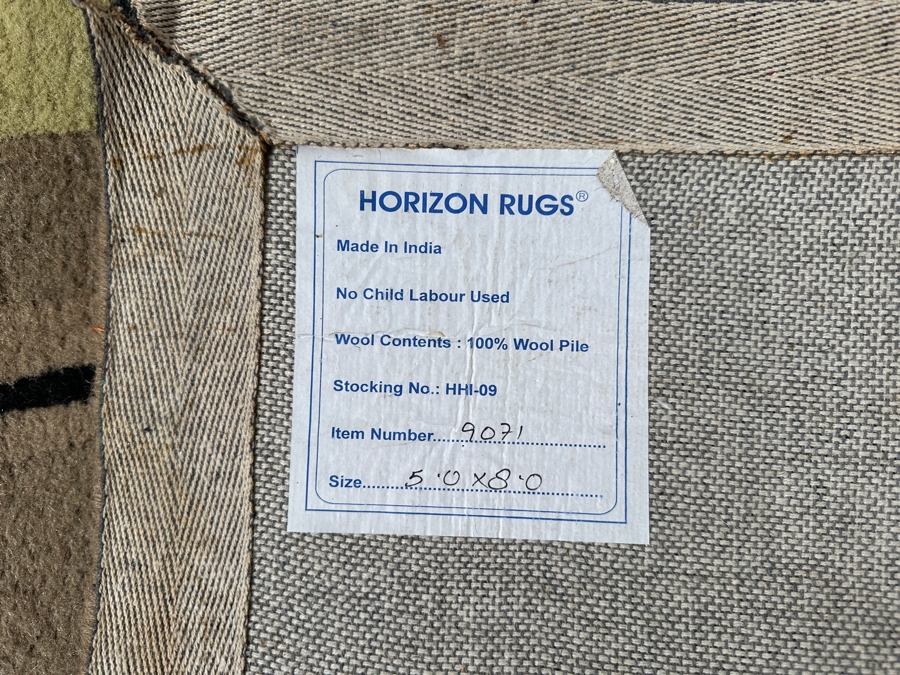 HORIZON RUGS®
Made In India
No Child Labour Used
Wool Contents : 100% Wool Pile
Stocking No.: HHI-09
Item Number....9071..............
Size.......5.0 x 8.0..........